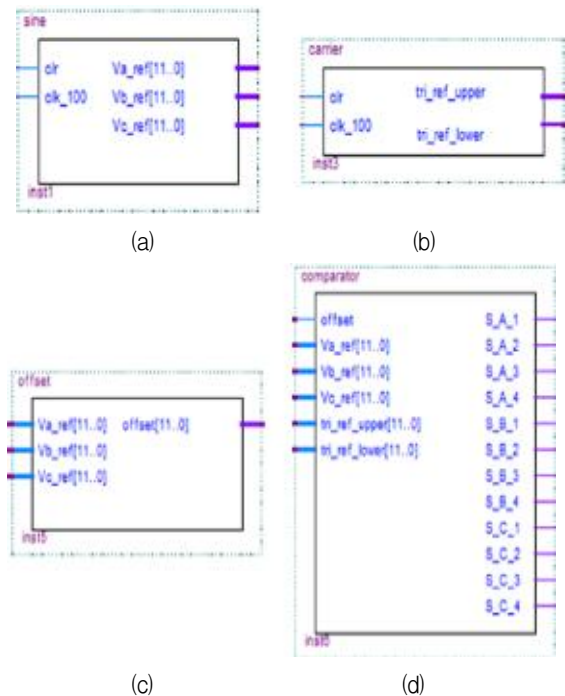 sine
clr Va_ref[11..0]
clk_100 Vb_ref[11..0]
Vc_ref[11..0]
inst1
(a)
carrier
clr tri_ref_upper
clk_100 tri_ref_lower
inst3
(b)
offset
Va_ref[11..0] offset[11..0]
Vb_ref[11..0]
Vc_ref[11..0]
inst5
(c)
comparator
offset S_A_1
Va_ref[11..0] S_A_2
Vb_ref[11..0] S_A_3
Vc_ref[11..0] S_A_4
tri_ref_upper[11..0] S_B_1
tri_ref_lower[11..0] S_B_2
S_B_3
S_B_4
S_C_1
S_C_2
S_C_3
S_C_4
inst6
(d)